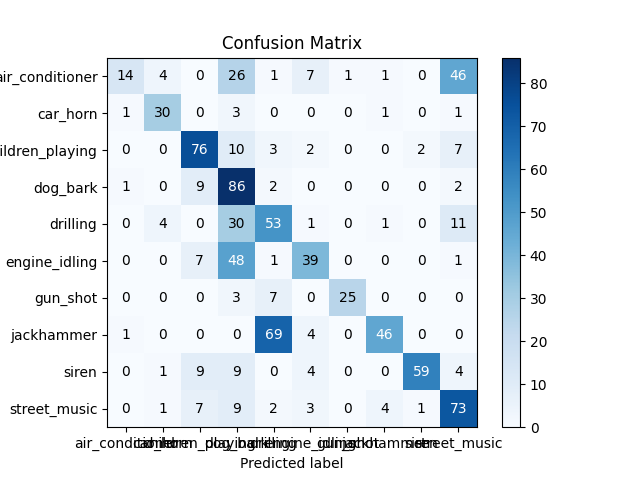 Confusion Matrix
air_conditioner 14 4 0 26 1 7 1 1 0 46
car_horn 1 30 0 3 0 0 0 1 0 1
ildren_playing 0 0 76 10 3 2 0 0 2 7
dog_bark 1 0 9 86 2 0 0 0 0 2
drilling 0 4 0 30 53 1 0 1 0 11
engine_idling 0 0 7 48 1 39 0 0 0 1
gun_shot 0 0 0 3 7 0 25 0 0 0
jackhammer 1 0 0 0 69 4 0 46 0 0
siren 0 1 9 9 0 4 0 0 59 4
street_music 0 1 7 9 2 3 0 4 1 73
street_music
Predicted label
80
70
60
50
40
30
20
10
0